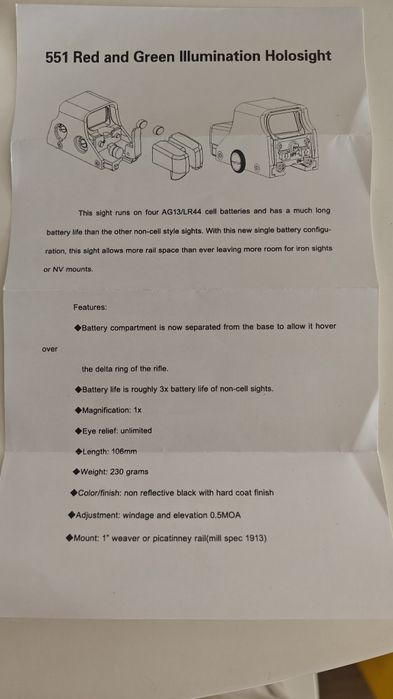 551 Red and Green Illumination Holosight
This sight runs on four AG13/LR44 cell batteries and has a much long
battery life than the other non-cell style sights. With this new single battery configu-
ration, this sight allows more rail space than ever leaving more room for iron sights
or NV mounts.
Features:
◆Battery compartment is now separated from the base to allow it hover
over
the delta ring of the rifle.
◆Battery life is roughly 3x battery life of non-cell sights.
◆Magnification: 1x
◆Eye relief: unlimited
◆Length: 106mm
◆Weight: 230 grams
◆Color/finish: non reflective black with hard coat finish
◆Adjustment: windage and elevation 0.5MOA
◆Mount: 1" weaver or picatinney rail(mill spec 1913)